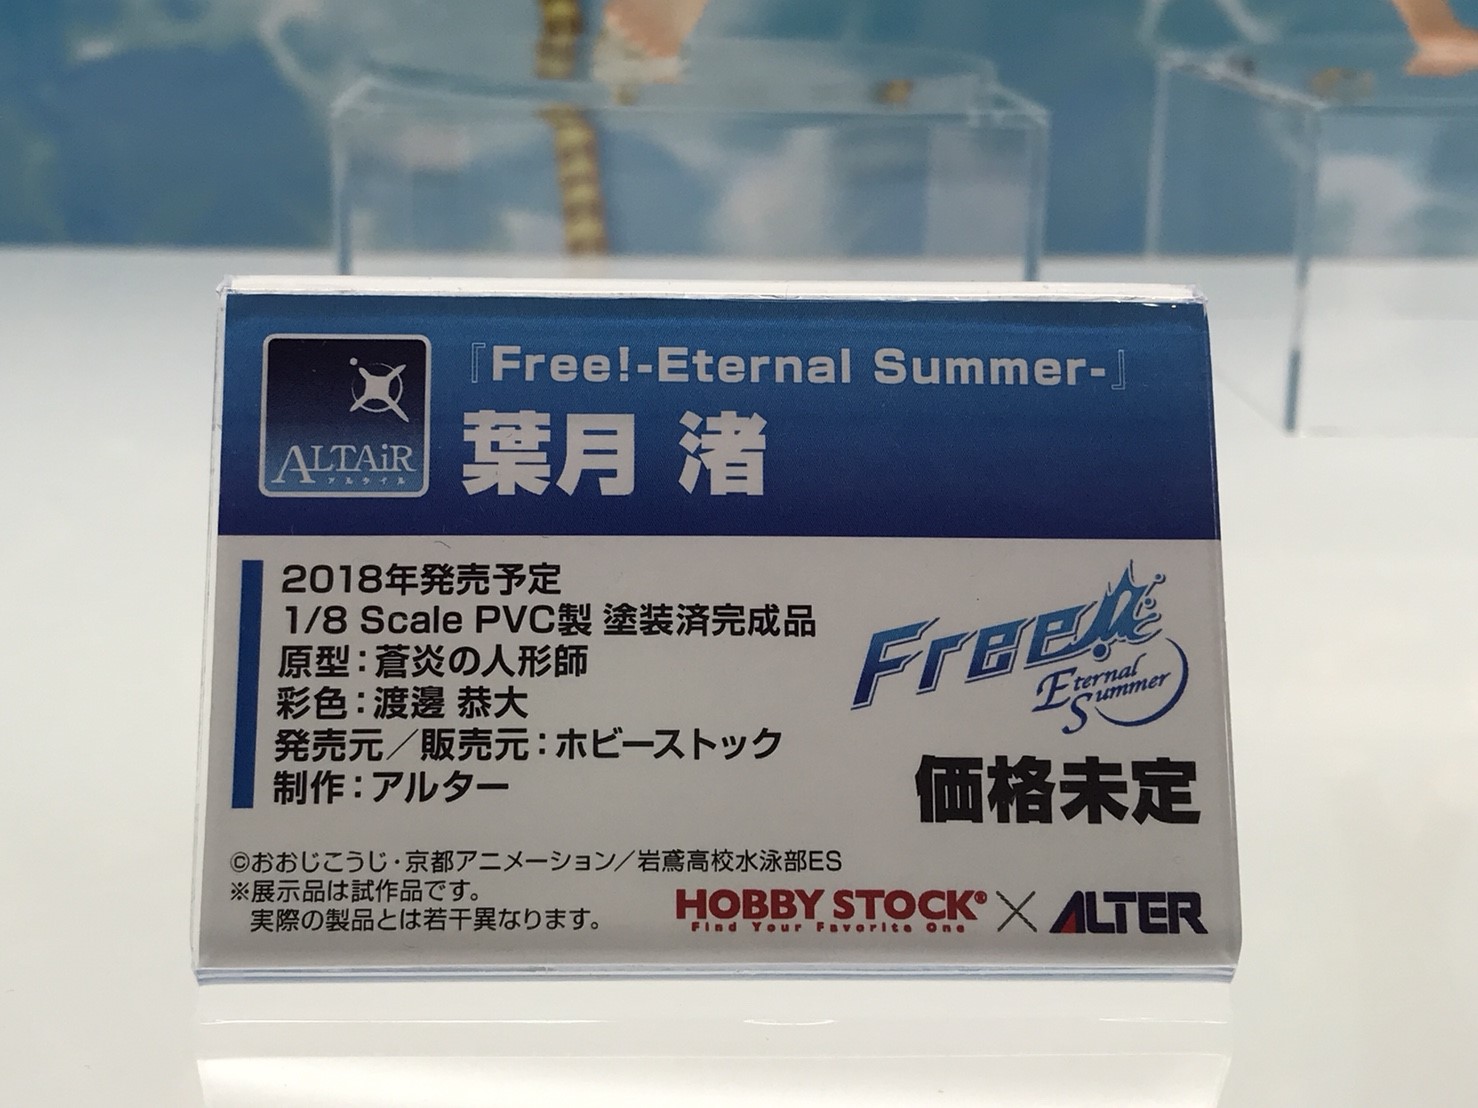 『Free!-Eternal Summer-』
ALTAiR
アルタイル
葉月 渚
2018年発売予定
1/8 Scale PVC製 塗装済完成品
原型：蒼炎の人形師
彩色：渡邊 恭大
発売元／販売元：ホビーストック
制作：アルター
Free!
Eternal
Summer
価格未定
©おおじこうじ・京都アニメーション／岩鳶高校水泳部ES
※展示品は試作品です。
実際の製品とは若干異なります。
HOBBY STOCK® × ALTER
Find Your Favorite One